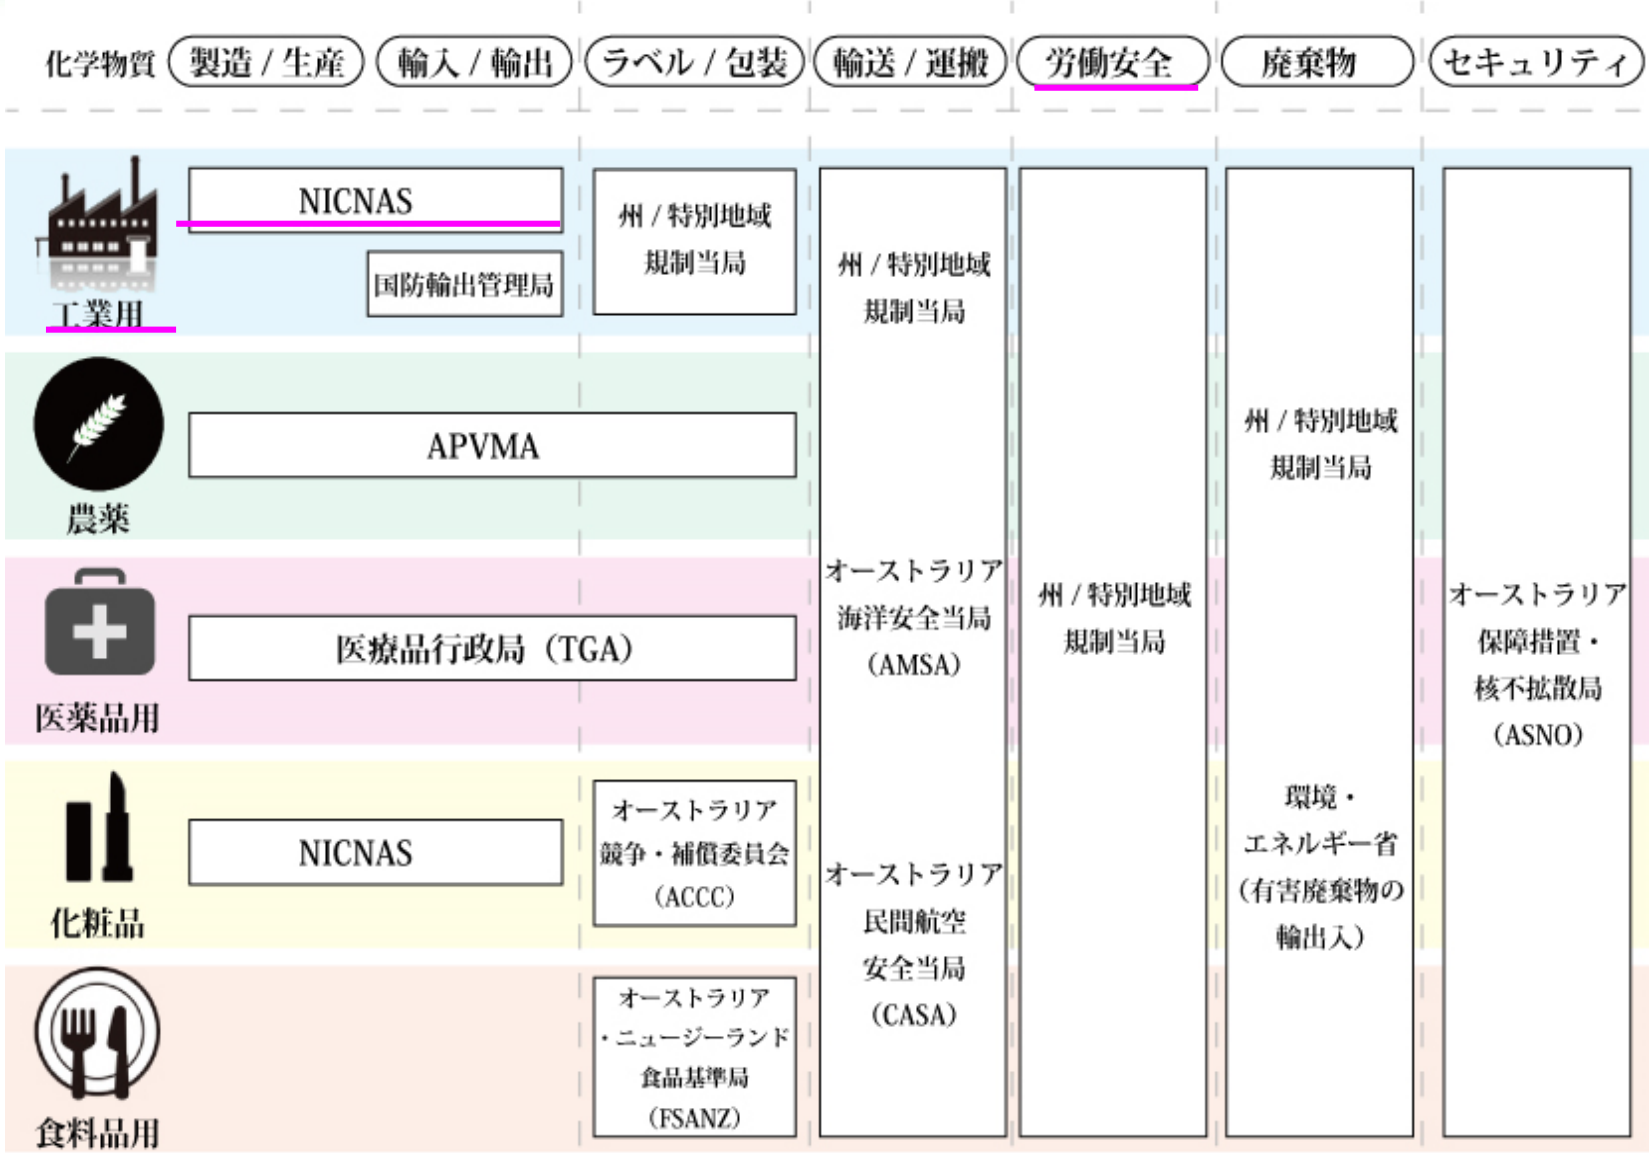 化学物質 製造 / 生産 輸入 / 輸出 ラベル / 包装 輸送 / 運搬 労働安全 廃棄物 セキュリティ
工業用
NICNAS
国防輸出管理局
州 / 特別地域
規制当局
農薬
APVMA
医薬品用
医療品行政局（TGA）
化粧品
NICNAS
オーストラリア
競争・補償委員会
（ACCC）
食料品用
オーストラリア
・ニュージーランド
食品基準局
（FSANZ）
州 / 特別地域
規制当局
オーストラリア
海洋安全当局
（AMSA）
オーストラリア
民間航空
安全当局
（CASA）
州 / 特別地域
規制当局
州 / 特別地域
規制当局
環境・
エネルギー省
（有害廃棄物の
輸出入）
オーストラリア
保障措置・
核不拡散局
（ASNO）